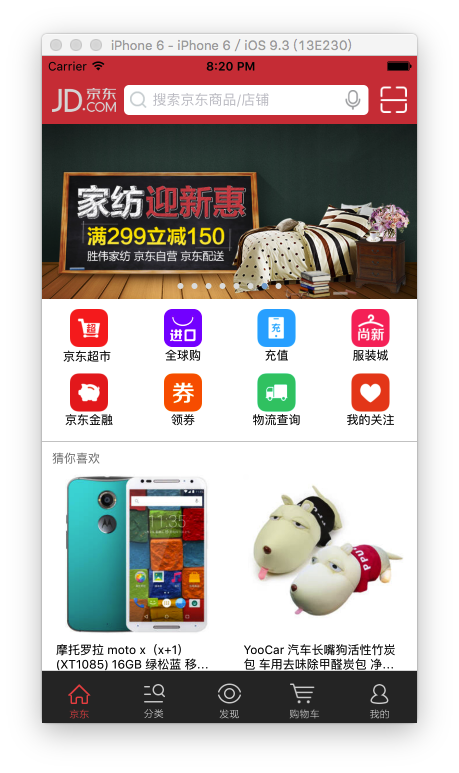 iPhone 6 - iPhone 6 / iOS 9.3 (13E230)
Carrier 8:20 PM
JD 京东 .COM 搜索京东商品/店铺
家纺迎新惠
满299立减150
胜伟家纺 京东自营 京东配送
超 进口 充 尚新
京东超市 全球购 充值 服装城
券
京东金融 领券 物流查询 我的关注
猜你喜欢
11:35
PPU
摩托罗拉 moto x（x+1） YooCar 汽车长嘴狗活性竹炭
(XT1085) 16GB 绿松蓝 移... 包 车用去味除甲醛炭包 净...
京东 分类 发现 购物车 我的